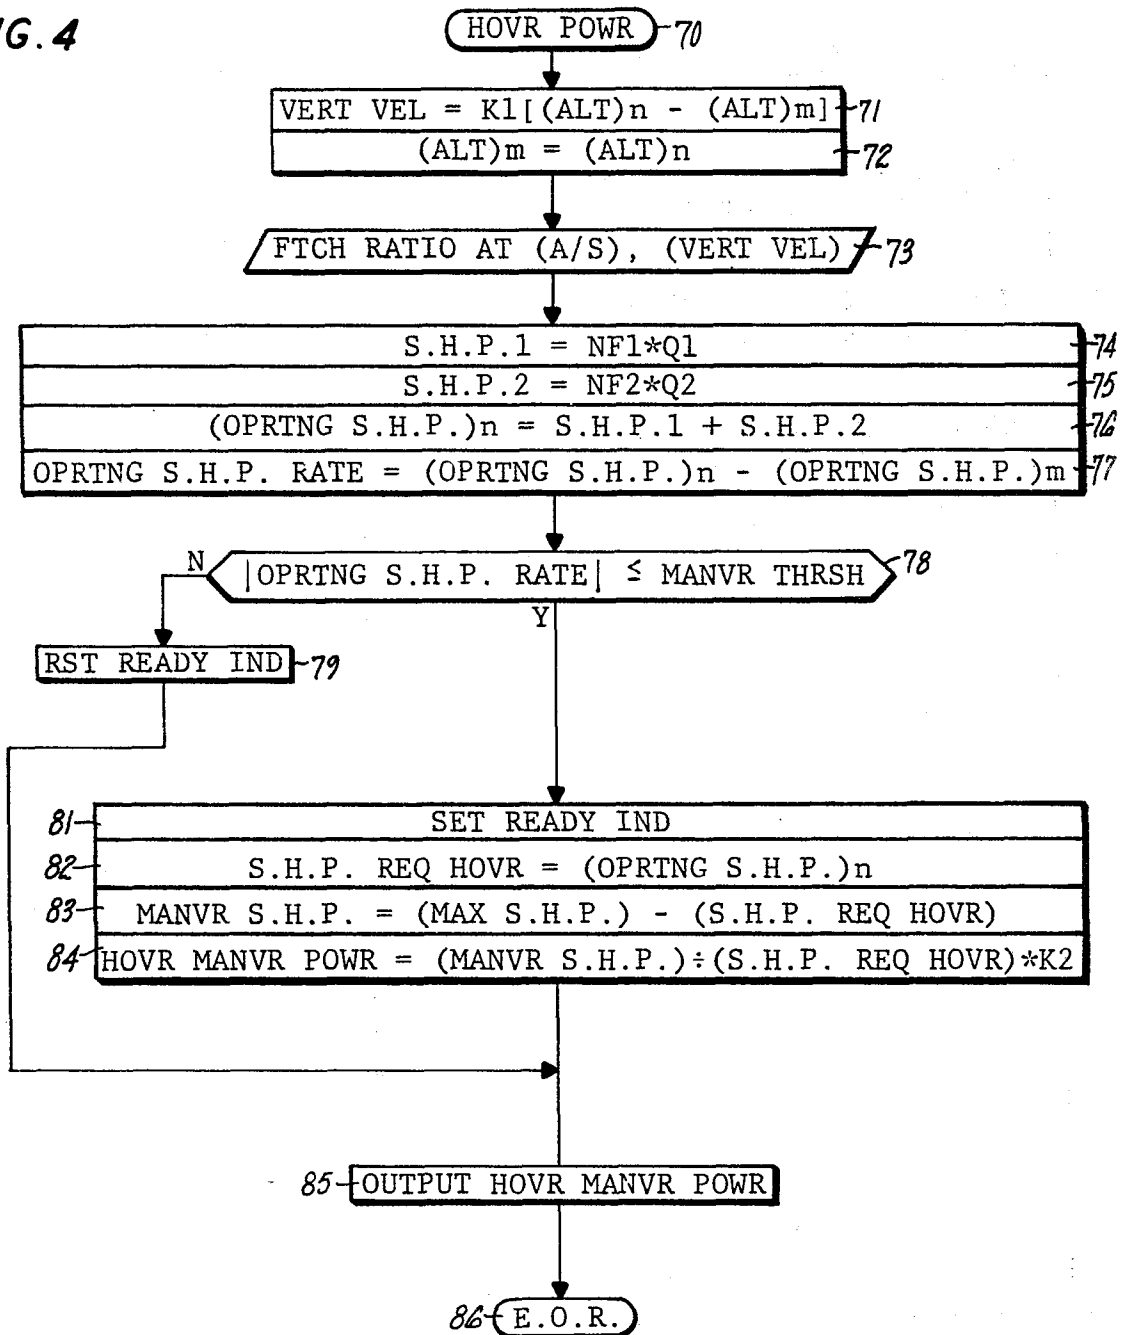 FIG. 4
HOVR POWR 70
VERT VEL = K1[(ALT)n - (ALT)m] 71
(ALT)m = (ALT)n 72
FTCH RATIO AT (A/S), (VERT VEL) 73
S.H.P.1 = NF1*Q1 74
S.H.P.2 = NF2*Q2 75
(OPRTNG S.H.P.)n = S.H.P.1 + S.H.P.2 76
OPRTNG S.H.P. RATE = (OPRTNG S.H.P.)n - (OPRTNG S.H.P.)m 77
N |OPRTNG S.H.P. RATE| ≤ MANVR THRSH 78
Y
RST READY IND 79
81 SET READY IND
82 S.H.P. REQ HOVR = (OPRTNG S.H.P.)n
83 MANVR S.H.P. = (MAX S.H.P.) - (S.H.P. REQ HOVR)
84 HOVR MANVR POWR = (MANVR S.H.P.)÷(S.H.P. REQ HOVR)*K2
85 OUTPUT HOVR MANVR POWR
86 E.O.R.